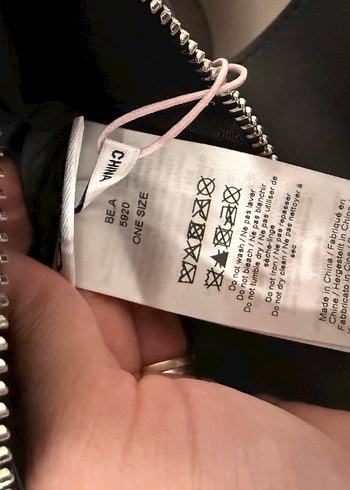 CHINA
BE.A
5920
ONE SIZE
Do not wash / Ne pas laver
Do not bleach / Ne pas blanchir
Do not tumble dry / Ne pas utiliser de
sèche-linge
Do not iron / Ne pas repasser
Do not dry clean / Ne pas nettoyer à
sec
Made in China / Fabriqué en
Chine / Hergestellt in China
Fabbricato in Cina /